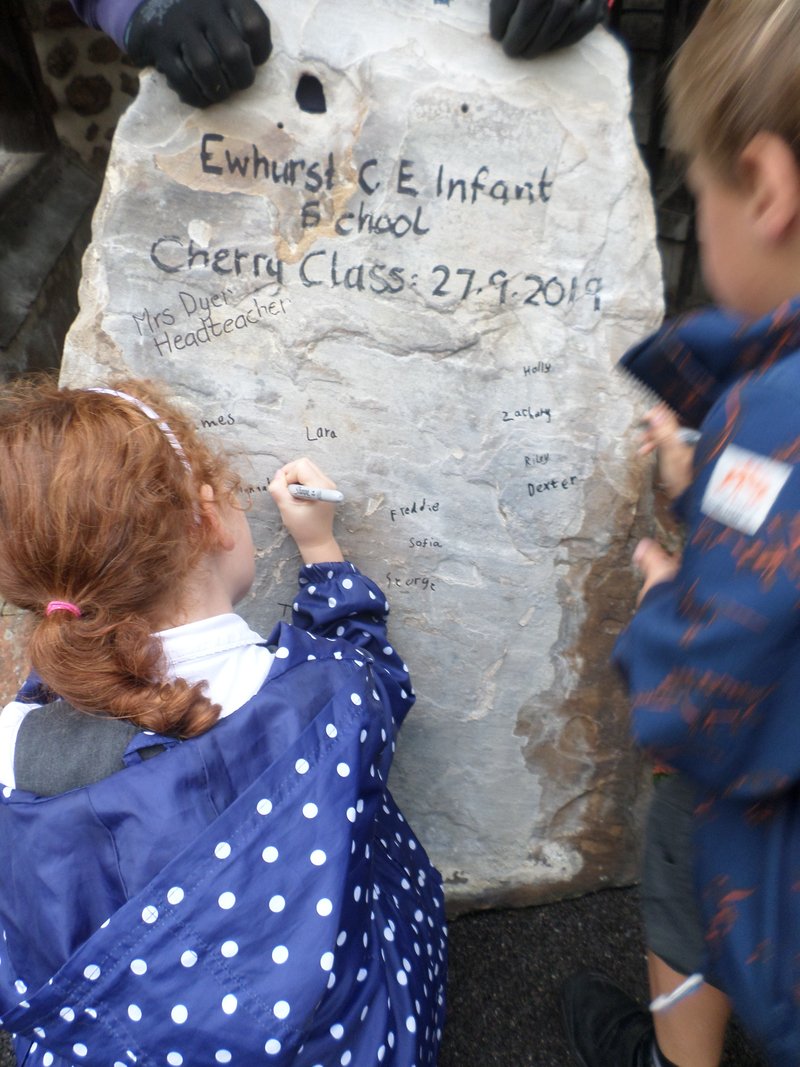 Ewhurst C E Infant
School
Cherry Class: 27.9.2019
Mrs Dyer
Headteacher
Holly
Zachary
Lara
Riley
Dexter
Freddie
Sofia
George